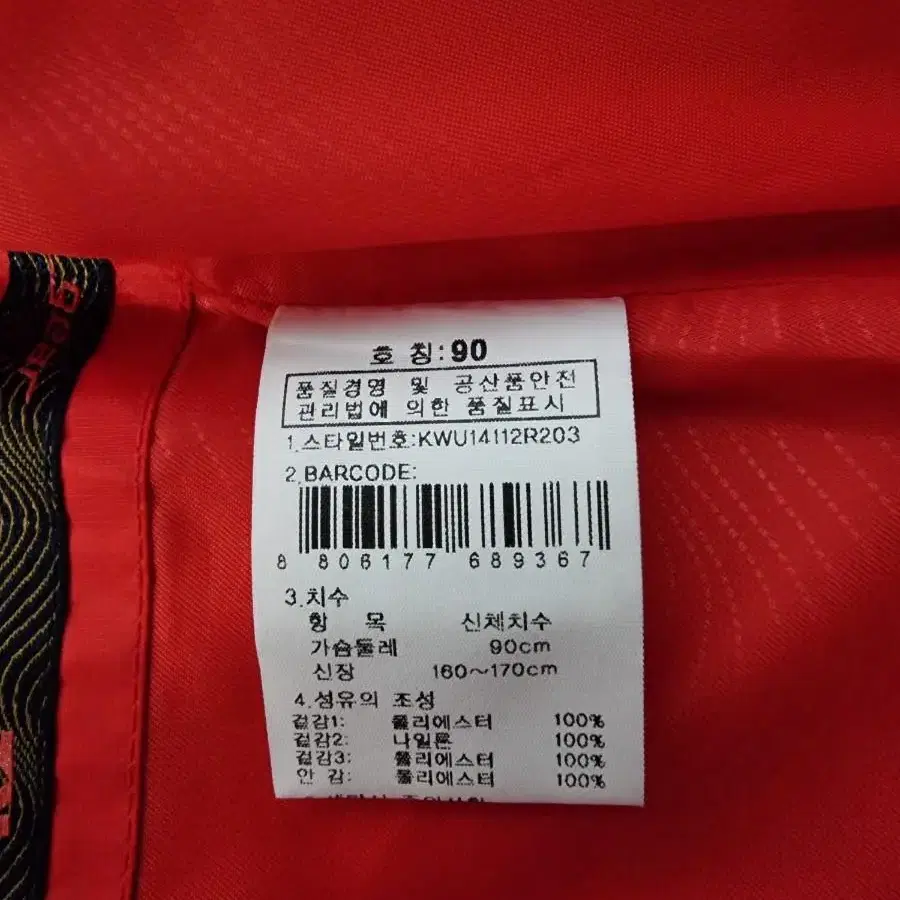 호 칭:90
품질경영 및 공산품안전
관리법에 의한 품질표시
1.스타일번호:KWU14112R203
2.BARCODE:
8 806177 689367
3.치수
항 목 신체치수
가슴둘레 90cm
신장 160~170cm
4.섬유의 조성
겉감1: 폴리에스터 100%
겉감2: 나일론 100%
겉감3: 폴리에스터 100%
안 감: 폴리에스터 100%